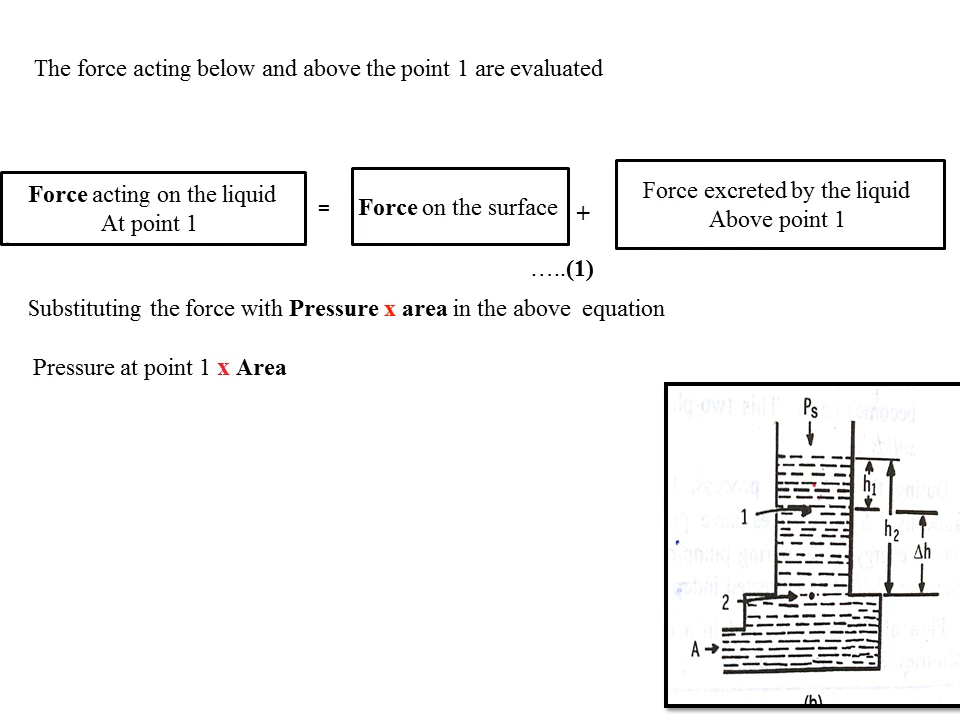 The force acting below and above the point 1 are evaluated
Force acting on the liquid
At point 1
=
Force on the surface
+
Force excreted by the liquid
Above point 1
…..(1)
Substituting the force with Pressure x area in the above equation
Pressure at point 1 x Area
Ps
h1
1
h2
Δh
2
A
(b)